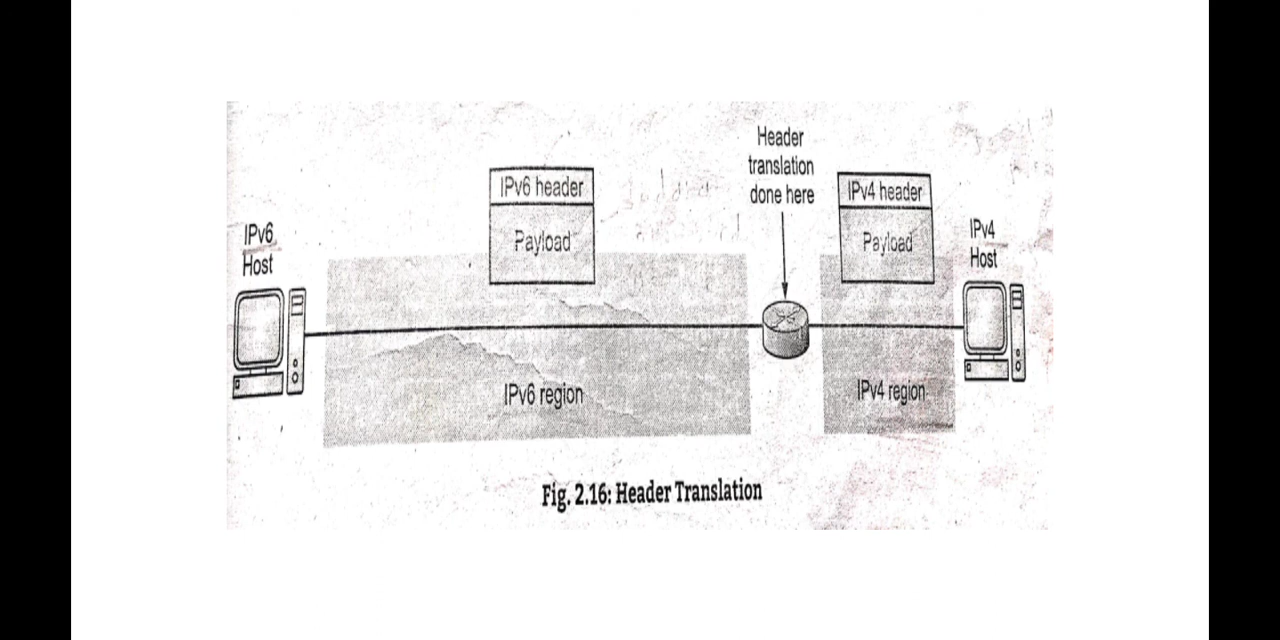 Header
translation
done here
IPv6 header
Payload
IPv4 header
Payload
IPv6
Host
IPv4
Host
IPv6 region
IPv4 region
Fig. 2.16: Header Translation